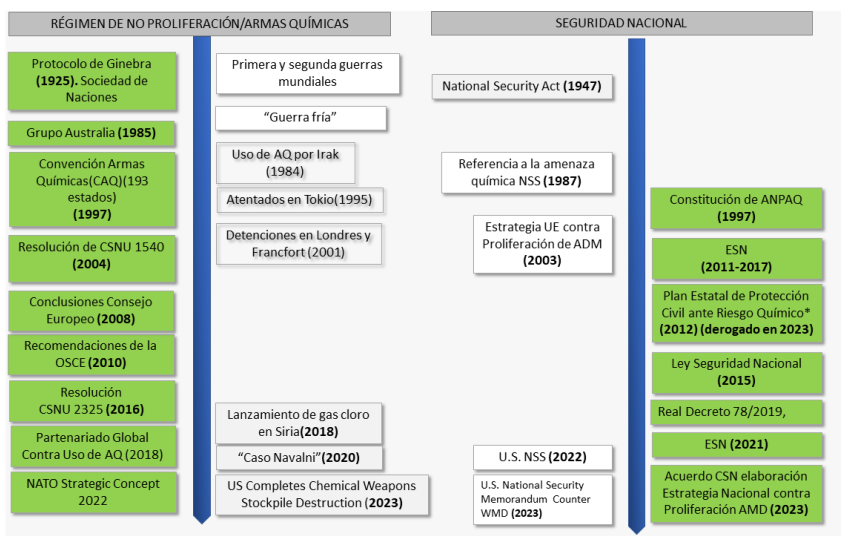 RÉGIMEN DE NO PROLIFERACIÓN/ARMAS QUÍMICAS
Protocolo de Ginebra
(1925). Sociedad de
Naciones
Grupo Australia (1985)
Convención Armas
Químicas(CAQ)(193
estados)
(1997)
Resolución de CSNU 1540
(2004)
Conclusiones Consejo
Europeo (2008)
Recomendaciones de la
OSCE (2010)
Resolución
CSNU 2325 (2016)
Partenariado Global
Contra Uso de AQ (2018)
NATO Strategic Concept
2022
Primera y segunda guerras
mundiales
“Guerra fría”
Uso de AQ por Irak
(1984)
Atentados en Tokio(1995)
Detenciones en Londres y
Francfort (2001)
Lanzamiento de gas cloro
en Siria(2018)
“Caso Navalni”(2020)
US Completes Chemical Weapons
Stockpile Destruction (2023)
SEGURIDAD NACIONAL
National Security Act (1947)
Referencia a la amenaza
química NSS (1987)
Estrategia UE contra
Proliferación de ADM
(2003)
U.S. NSS (2022)
U.S. National Security
Memorandum Counter
WMD (2023)
Constitución de ANPAQ
(1997)
ESN
(2011-2017)
Plan Estatal de Protección
Civil ante Riesgo Químico*
(2012) (derogado en 2023)
Ley Seguridad Nacional
(2015)
Real Decreto 78/2019,
ESN (2021)
Acuerdo CSN elaboración
Estrategia Nacional contra
Proliferación AMD (2023)